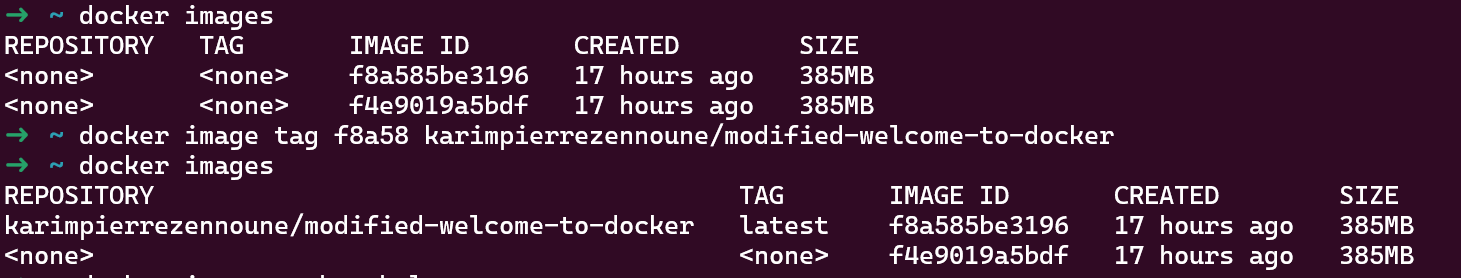 ➜ ~ docker images
REPOSITORY TAG IMAGE ID CREATED SIZE
<none> <none> f8a585be3196 17 hours ago 385MB
<none> <none> f4e9019a5bdf 17 hours ago 385MB
➜ ~ docker image tag f8a58 karimpierrezennoune/modified-welcome-to-docker
➜ ~ docker images
REPOSITORY TAG IMAGE ID CREATED SIZE
karimpierrezennoune/modified-welcome-to-docker latest f8a585be3196 17 hours ago 385MB
<none> <none> f4e9019a5bdf 17 hours ago 385MB